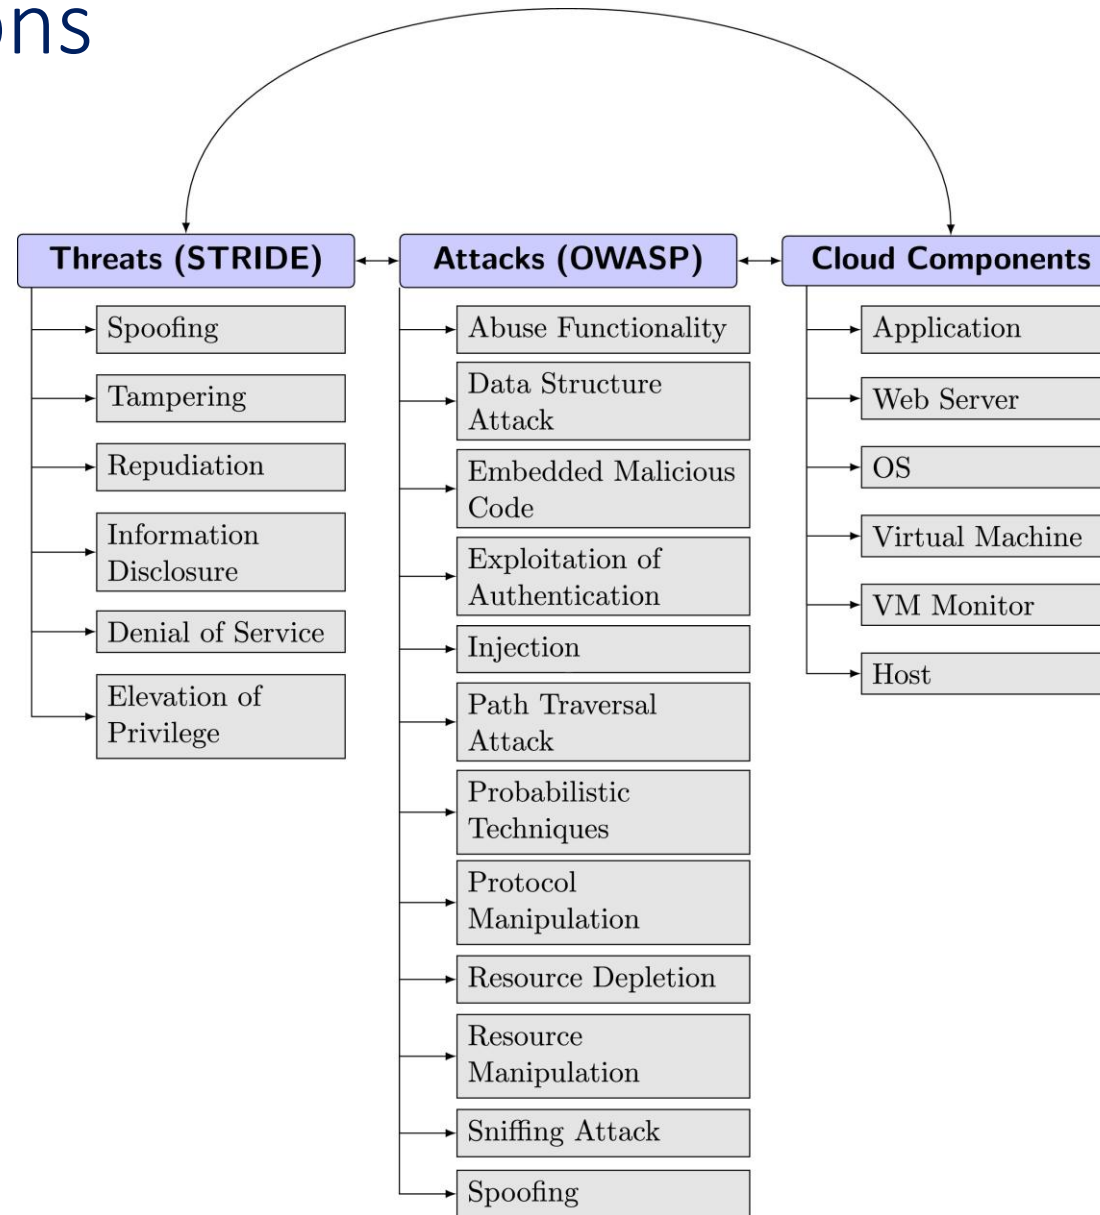 ons
Threats (STRIDE)
Spoofing
Tampering
Repudiation
Information
Disclosure
Denial of Service
Elevation of
Privilege
Attacks (OWASP)
Abuse Functionality
Data Structure
Attack
Embedded Malicious
Code
Exploitation of
Authentication
Injection
Path Traversal
Attack
Probabilistic
Techniques
Protocol
Manipulation
Resource Depletion
Resource
Manipulation
Sniffing Attack
Spoofing
Cloud Components
Application
Web Server
OS
Virtual Machine
VM Monitor
Host